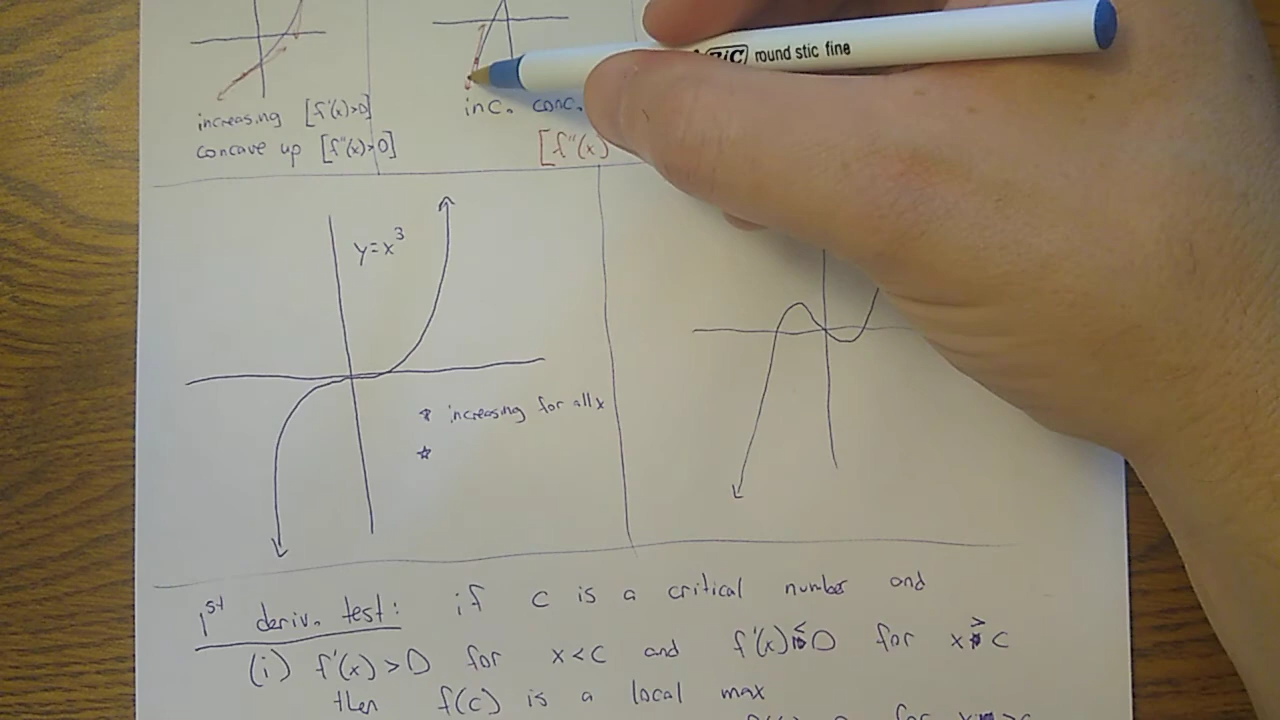 BIC round stic fine
increasing [f'(x)>0]
concave up [f''(x)>0]
inc. conc.
[f''(x)
y=x³
* increasing for all x
☆
1st deriv. test: if c is a critical number and
(i) f'(x) > 0 for x < c and f'(x) < 0 for x > c
then f(c) is a local max
for x > c